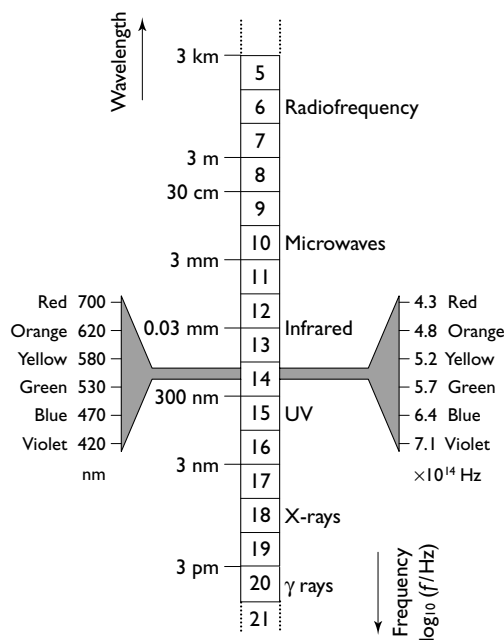 Wavelength
3 km
5
6 Radiofrequency
7
3 m
8
30 cm
9
10 Microwaves
3 mm
11
12
0.03 mm Infrared
13
14
300 nm
15 UV
16
3 nm
17
18 X-rays
19
3 pm
20 γ rays
21
Red 700
Orange 620
Yellow 580
Green 530
Blue 470
Violet 420
nm
4.3 Red
4.8 Orange
5.2 Yellow
5.7 Green
6.4 Blue
7.1 Violet
×10¹⁴ Hz
Frequency
log₁₀ (f/Hz)